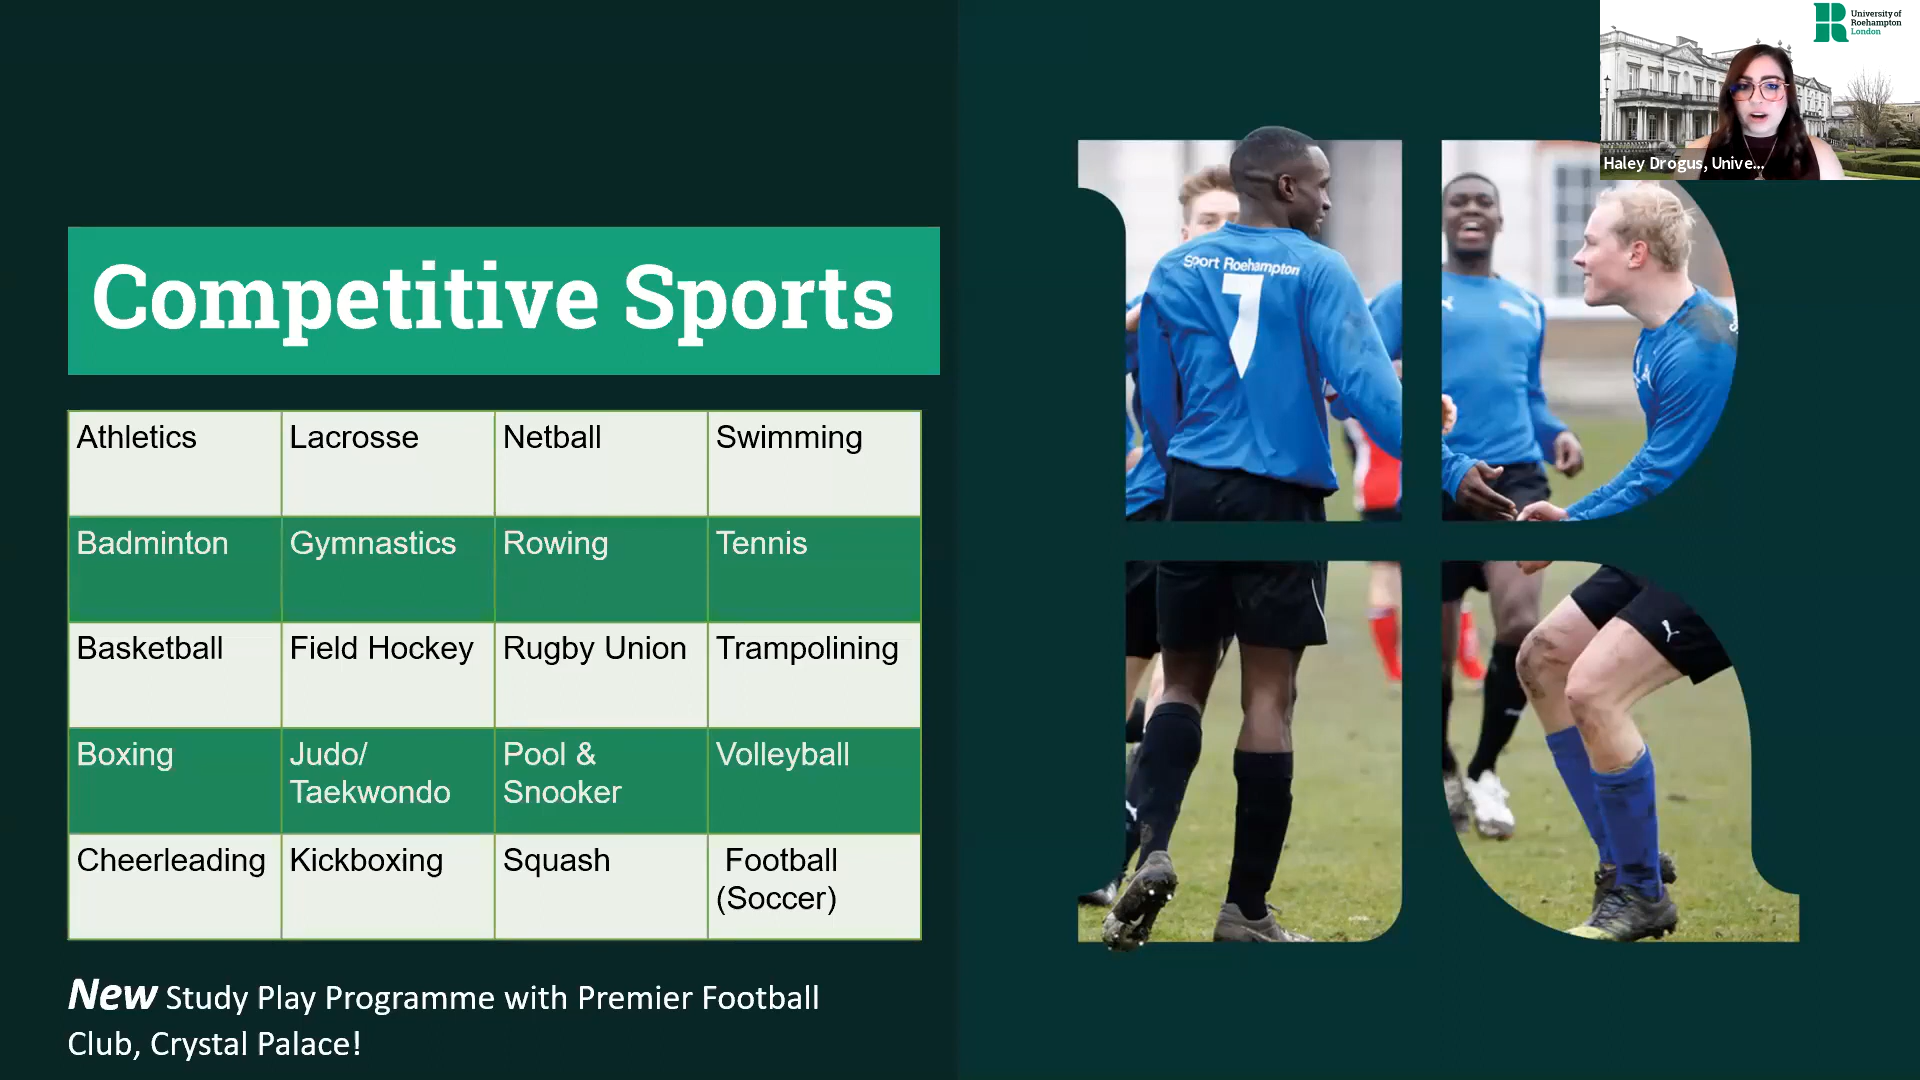 University of
Roehampton
London
Haley Drogus, Unive...
Competitive Sports
Athletics Lacrosse Netball Swimming
Badminton Gymnastics Rowing Tennis
Basketball Field Hockey Rugby Union Trampolining
Boxing Judo/ Pool & Volleyball
Taekwondo Snooker
Cheerleading Kickboxing Squash Football
(Soccer)
New Study Play Programme with Premier Football
Club, Crystal Palace!
Sport Roehampton
7